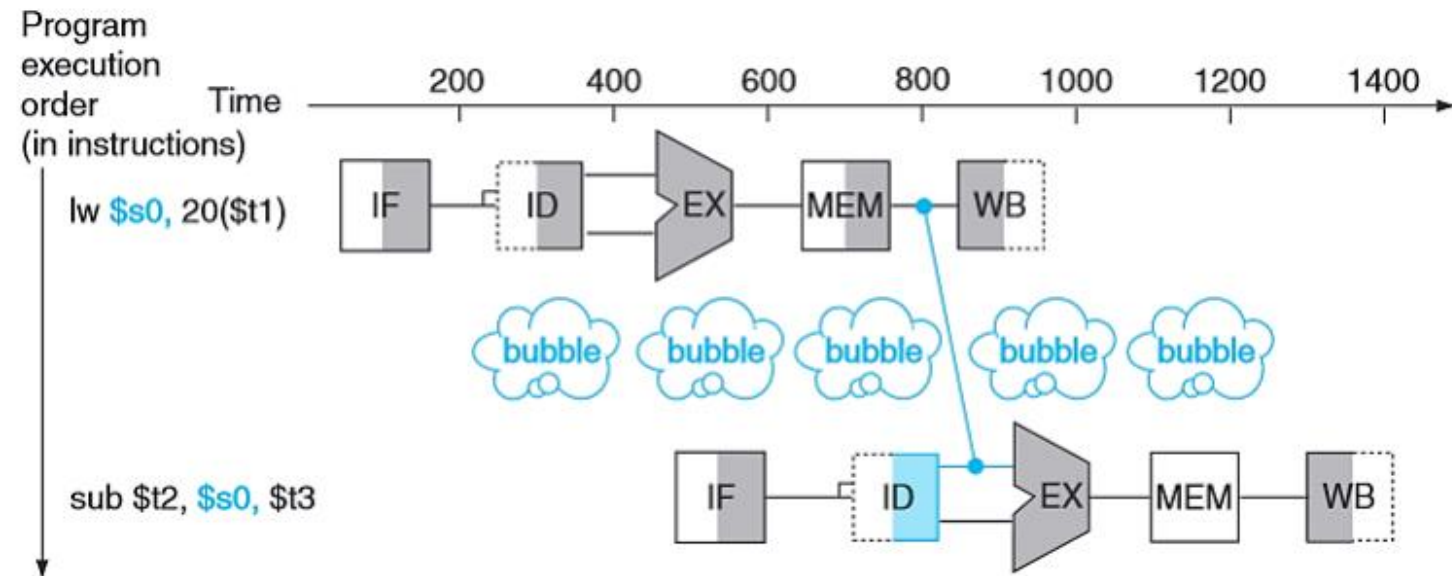 Program
execution
order
(in instructions)
Time
200 400 600 800 1000 1200 1400
lw $s0, 20($t1)
IF ID EX MEM WB
bubble bubble bubble bubble bubble
sub $t2, $s0, $t3
IF ID EX MEM WB